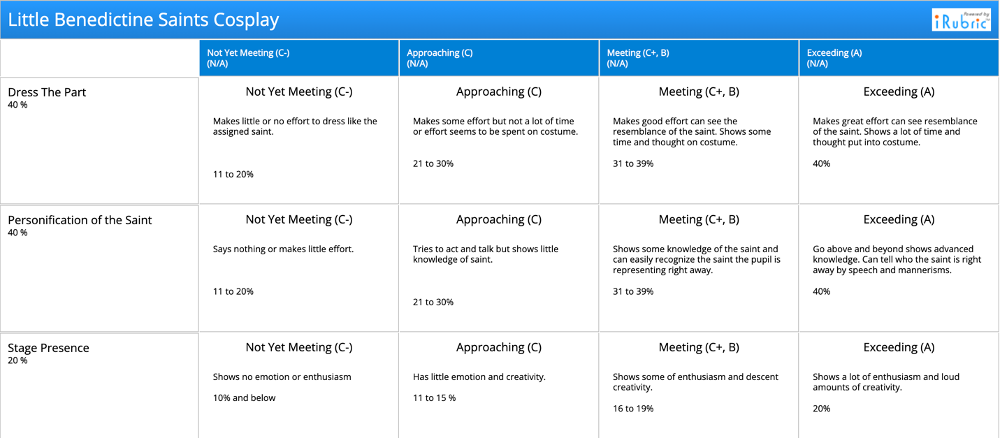 Little Benedictine Saints Cosplay
Powered by
iRubric
Not Yet Meeting (C-)
(N/A)
Approaching (C)
(N/A)
Meeting (C+, B)
(N/A)
Exceeding (A)
(N/A)
Dress The Part
40 %
Not Yet Meeting (C-)
Makes little or no effort to dress like the
assigned saint.
11 to 20%
Approaching (C)
Makes some effort but not a lot of time
or effort seems to be spent on costume.
21 to 30%
Meeting (C+, B)
Makes good effort can see the
resemblance of the saint. Shows some
time and thought on costume.
31 to 39%
Exceeding (A)
Makes great effort can see resemblance
of the saint. Shows a lot of time and
thought put into costume.
40%
Personification of the Saint
40 %
Not Yet Meeting (C-)
Says nothing or makes little effort.
11 to 20%
Approaching (C)
Tries to act and talk but shows little
knowledge of saint.
21 to 30%
Meeting (C+, B)
Shows some knowledge of the saint and
can easily recognize the saint the pupil is
representing right away.
31 to 39%
Exceeding (A)
Go above and beyond shows advanced
knowledge. Can tell who the saint is right
away by speech and mannerisms.
40%
Stage Presence
20 %
Not Yet Meeting (C-)
Shows no emotion or enthusiasm
10% and below
Approaching (C)
Has little emotion and creativity.
11 to 15 %
Meeting (C+, B)
Shows some of enthusiasm and descent
creativity.
16 to 19%
Exceeding (A)
Shows a lot of enthusiasm and loud
amounts of creativity.
20%